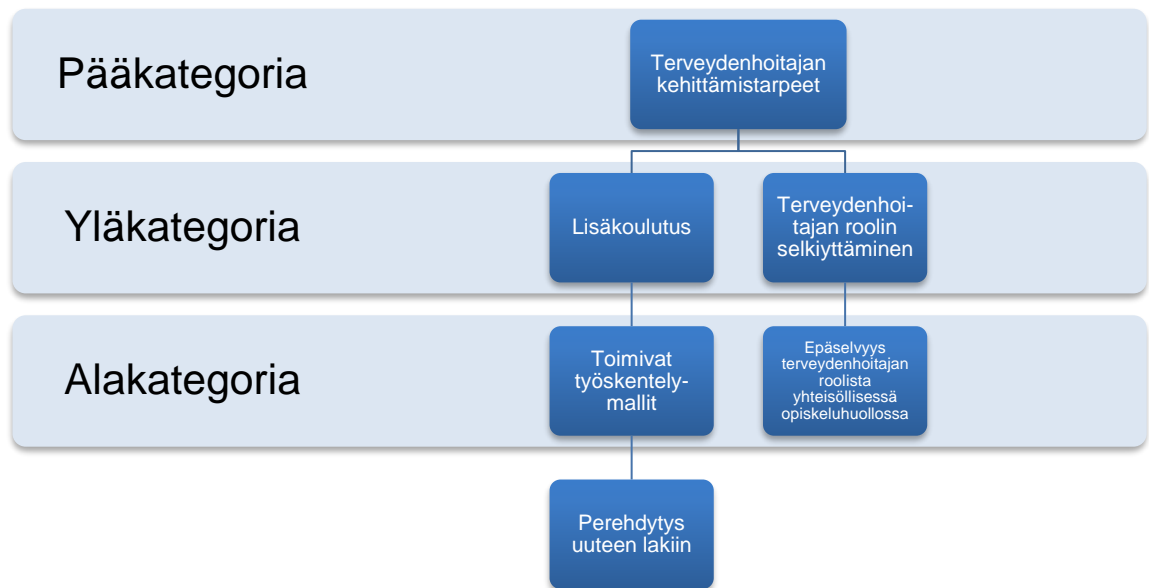 Pääkategoria
Terveydenhoitajan
kehittämistarpeet
Yläkategoria
Lisäkoulutus
Terveydenhoi-
tajan roolin
selkiyttäminen
Alakategoria
Toimivat
työskentely-
mallit
Epäselvyys
terveydenhoitajan
roolista
yhteisöllisessä
opiskeluhuollossa
Perehdytys
uuteen lakiin